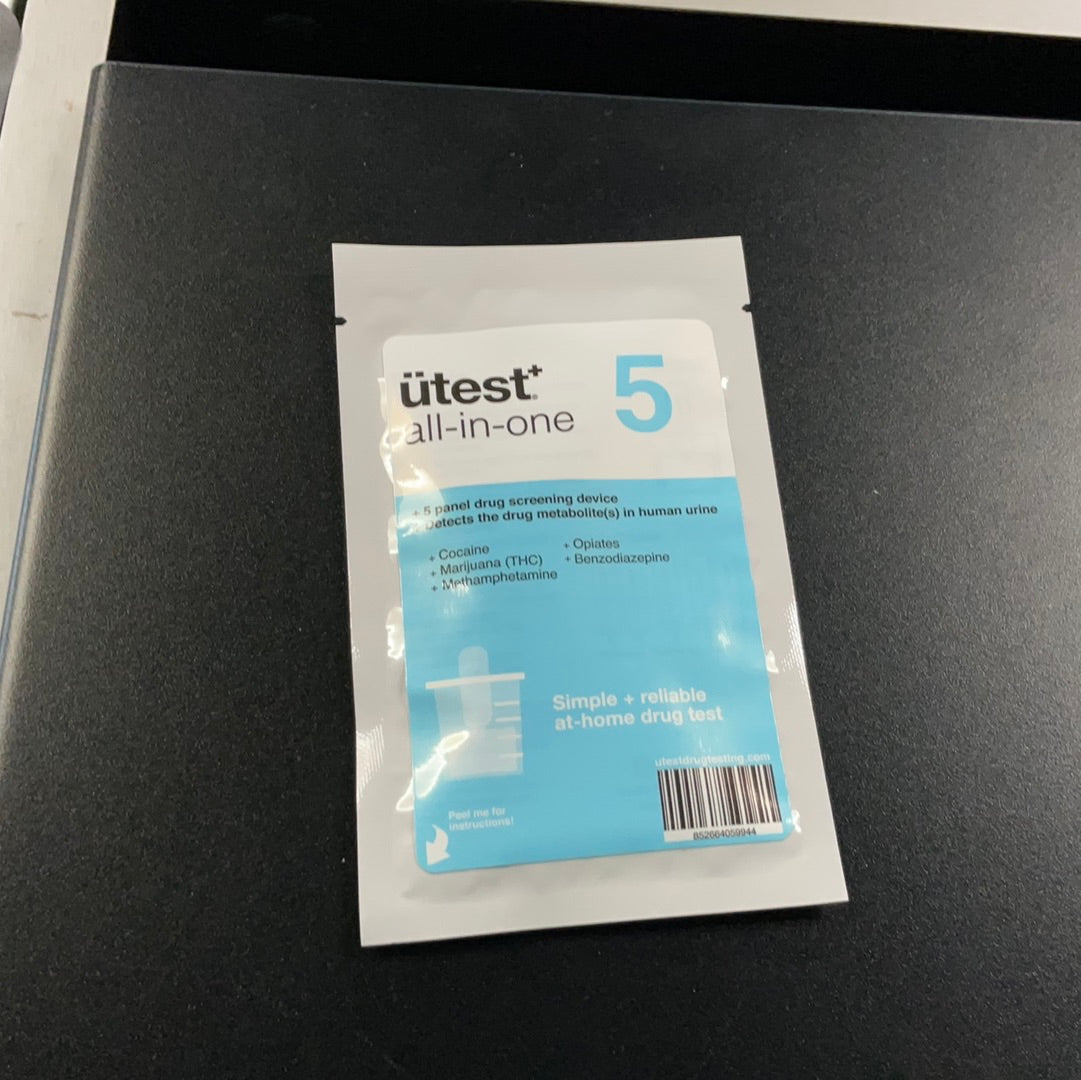 ütest+
all-in-one
5
+ 5 panel drug screening device
+ Detects the drug metabolite(s) in human urine
+ Cocaine
+ Marijuana (THC)
+ Methamphetamine
+ Opiates
+ Benzodiazepine
Simple + reliable
at-home drug test
utestdrugtesting.com
852664059944
Peel me for
instructions!